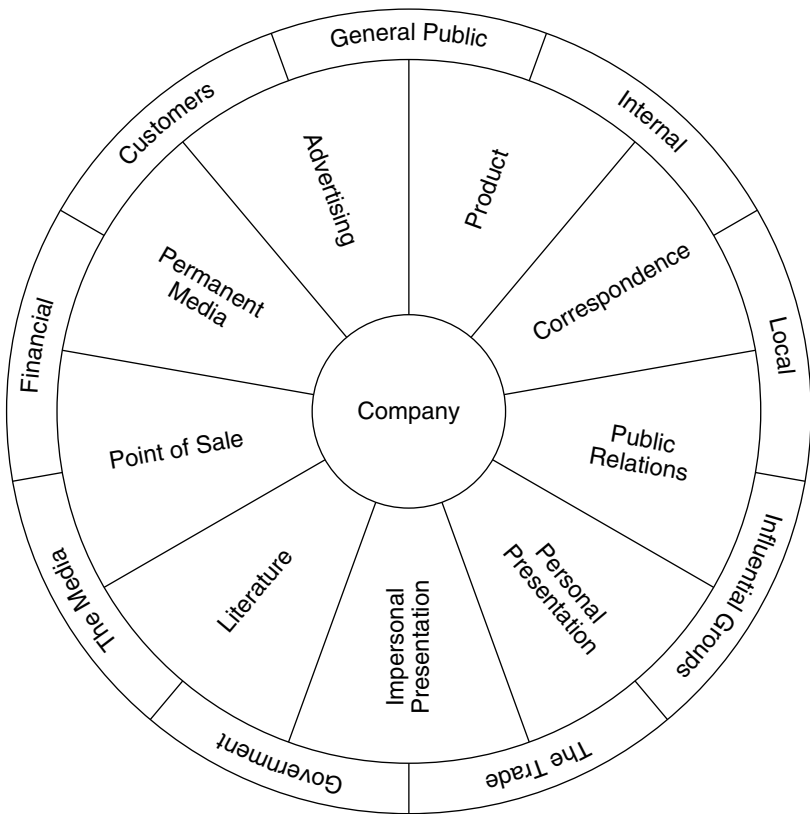 General Public
Internal
Local
Influential Groups
The Trade
Government
The Media
Financial
Customers
Product
Correspondence
Public
Relations
Personal
Presentation
Impersonal
Presentation
Literature
Point of Sale
Permanent
Media
Advertising
Company